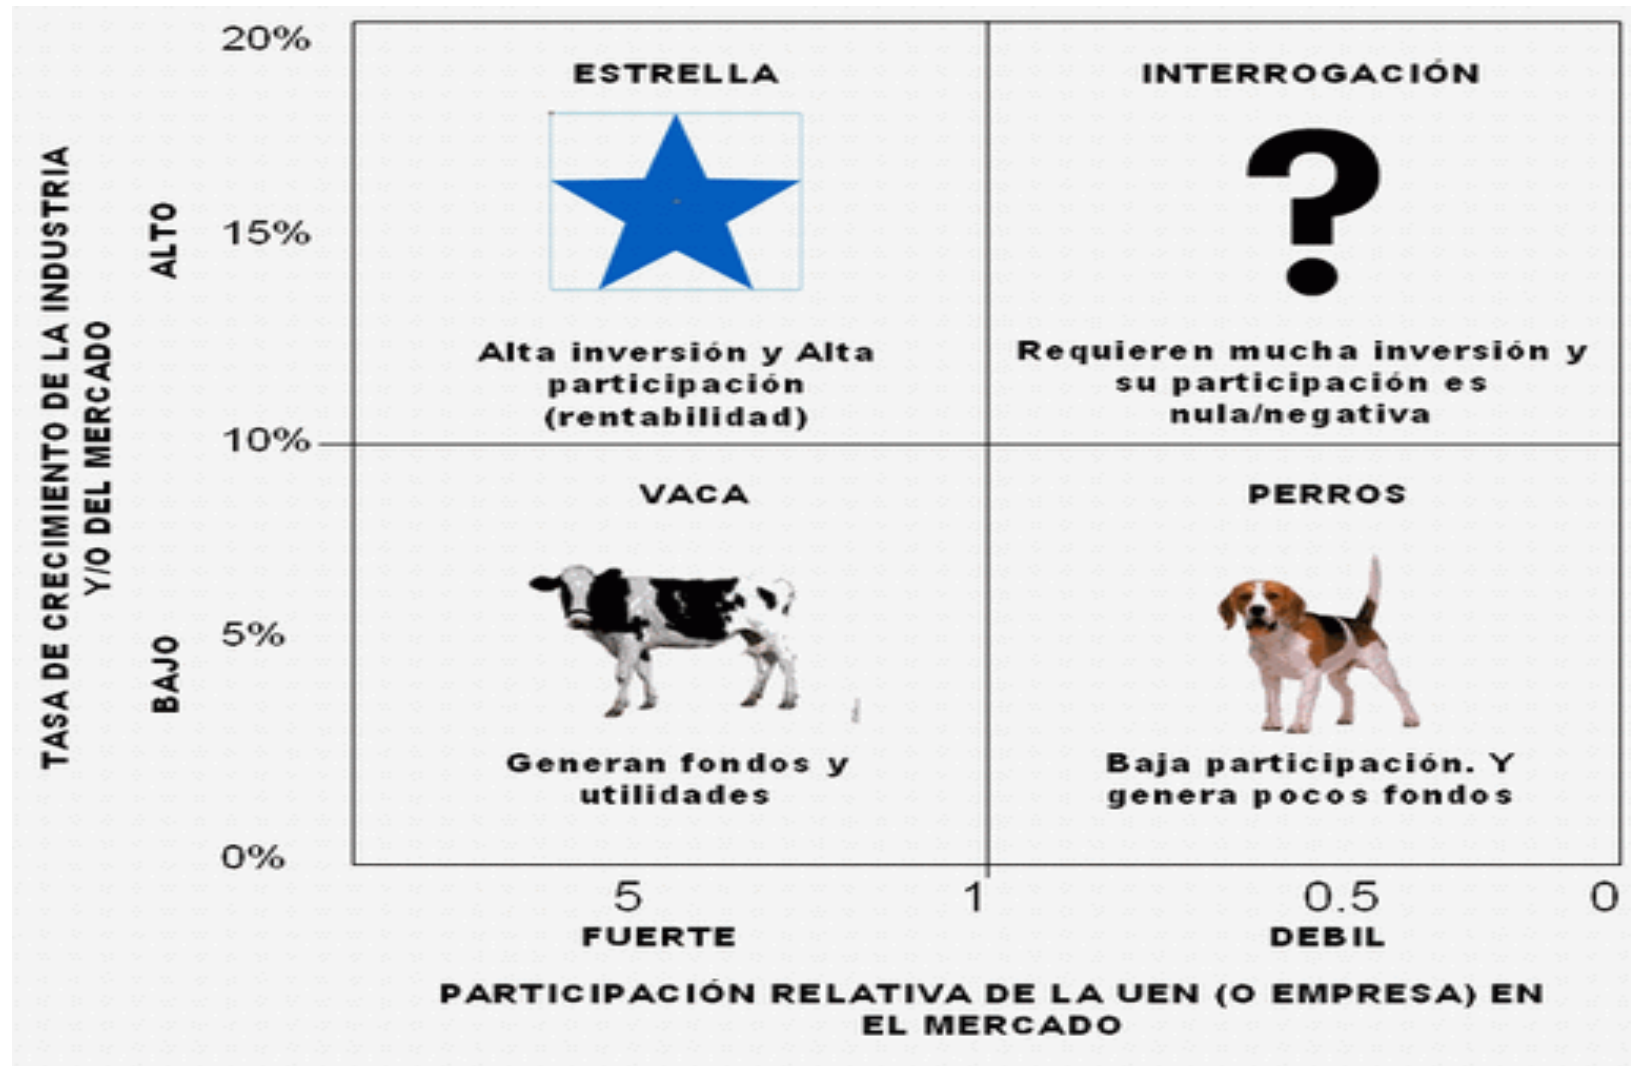 TASA DE CRECIMIENTO DE LA INDUSTRIA
Y/O DEL MERCADO
ALTO
BAJO
20%
15%
10%
5%
0%
ESTRELLA
Alta inversión y Alta
participación
(rentabilidad)
INTERROGACIÓN
?
Requieren mucha inversión y
su participación es
nula/negativa
VACA
Generan fondos y
utilidades
PERROS
Baja participación. Y
genera pocos fondos
5
1
0.5
0
FUERTE
DEBIL
PARTICIPACIÓN RELATIVA DE LA UEN (O EMPRESA) EN
EL MERCADO